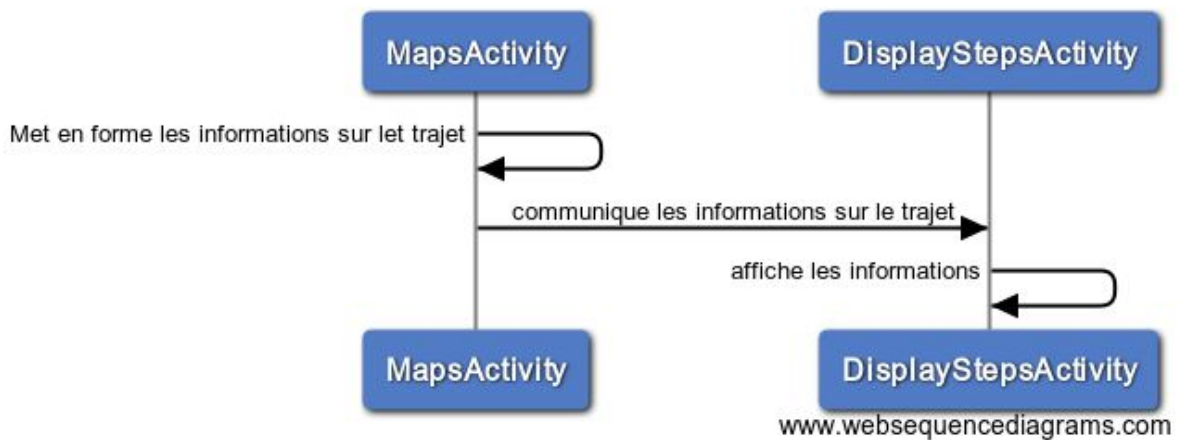 MapsActivity
DisplayStepsActivity
Met en forme les informations sur let trajet
communique les informations sur le trajet
affiche les informations
MapsActivity
DisplayStepsActivity
www.websequencediagrams.com